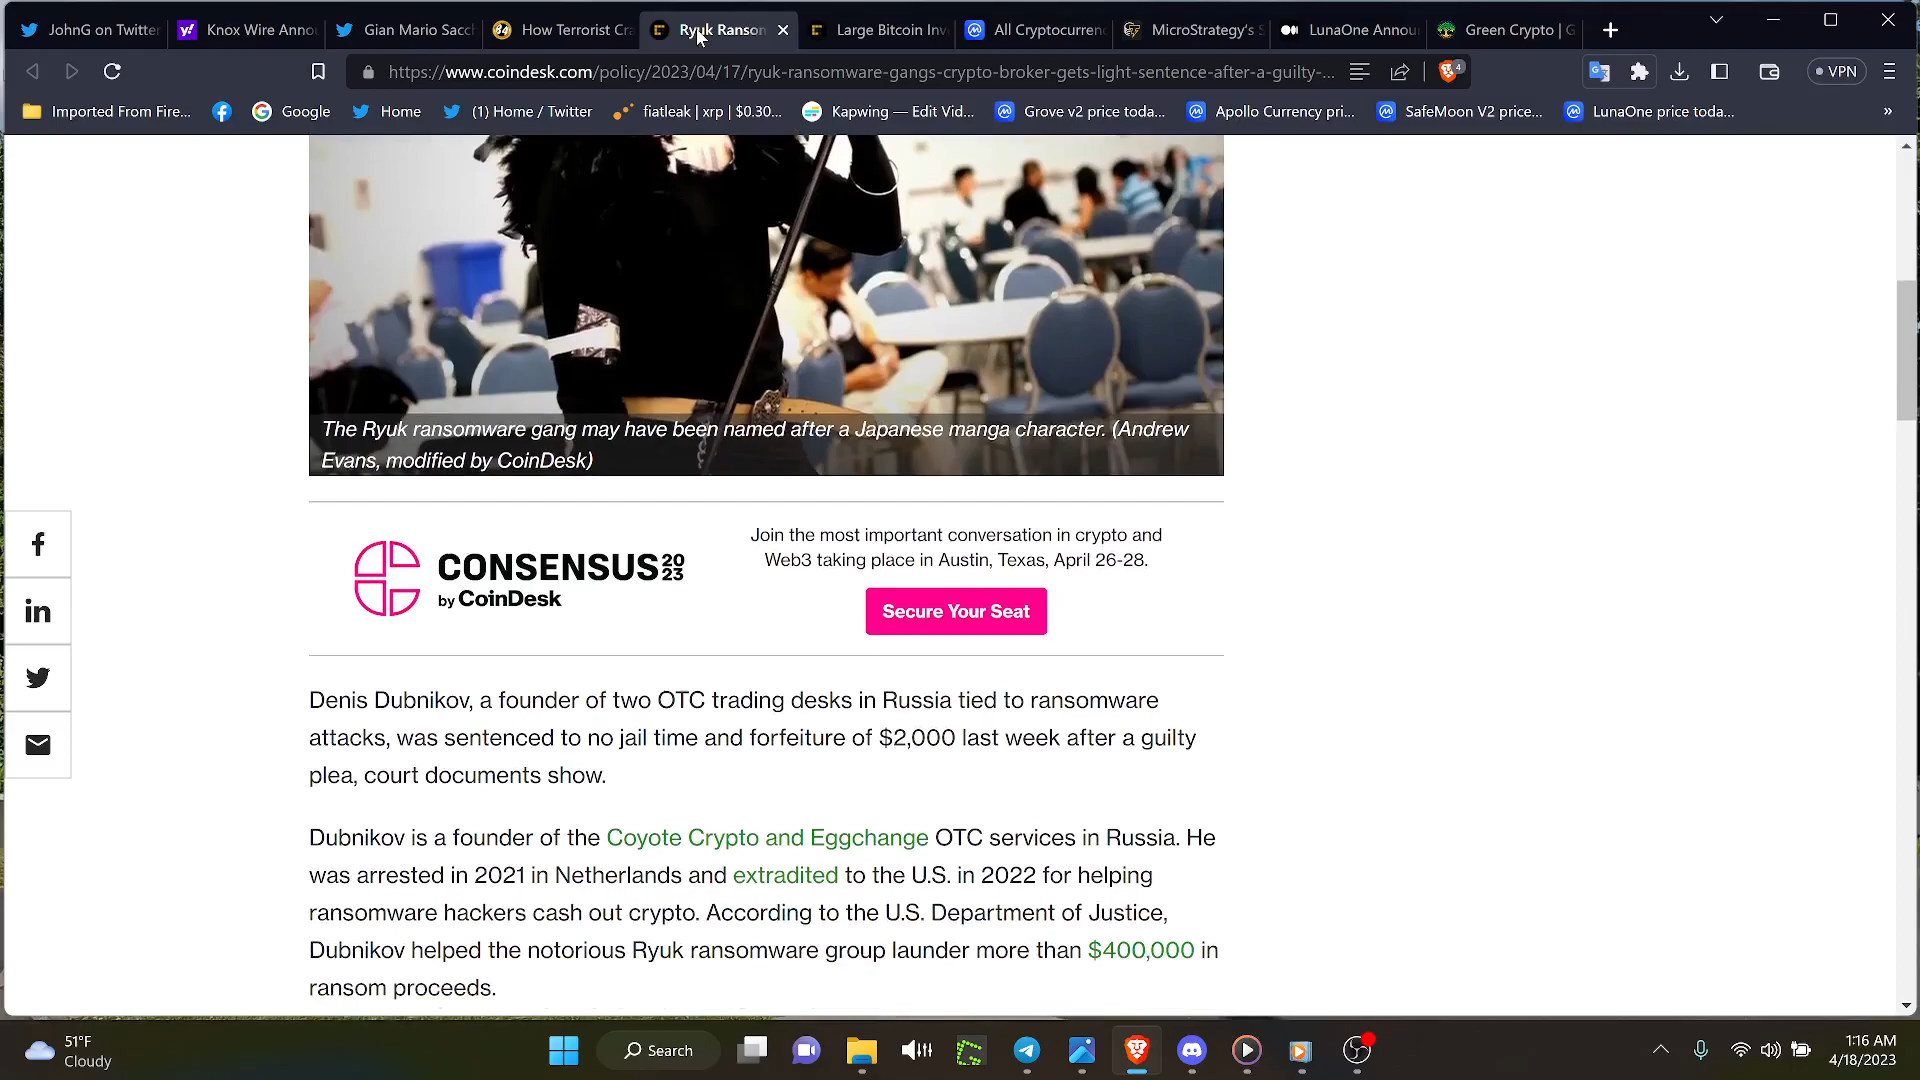 JohnG on Twitter
Knox Wire Annou
Gian Mario Sacc
How Terrorist Cra
Ryuk Ransom
Large Bitcoin Inv
All Cryptocurrenc
MicroStrategy's S
LunaOne Annou
Green Crypto | G
https://www.coindesk.com/policy/2023/04/17/ryuk-ransomware-gangs-crypto-broker-gets-light-sentence-after-a-guilty-...
4
VPN
Imported From Fire...
Google
Home
(1) Home / Twitter
fiatleak | xrp | $0.30...
Kapwing — Edit Vid...
Grove v2 price toda...
Apollo Currency pri...
SafeMoon V2 price...
LunaOne price toda...
»
The Ryuk ransomware gang may have been named after a Japanese manga character. (Andrew
Evans, modified by CoinDesk)
CONSENSUS 20
23
by CoinDesk
Join the most important conversation in crypto and
Web3 taking place in Austin, Texas, April 26-28.
Secure Your Seat
Denis Dubnikov, a founder of two OTC trading desks in Russia tied to ransomware
attacks, was sentenced to no jail time and forfeiture of $2,000 last week after a guilty
plea, court documents show.
Dubnikov is a founder of the Coyote Crypto and Eggchange OTC services in Russia. He
was arrested in 2021 in Netherlands and extradited to the U.S. in 2022 for helping
ransomware hackers cash out crypto. According to the U.S. Department of Justice,
Dubnikov helped the notorious Ryuk ransomware group launder more than $400,000 in
ransom proceeds.
51°F
Cloudy
Search
1:16 AM
4/18/2023